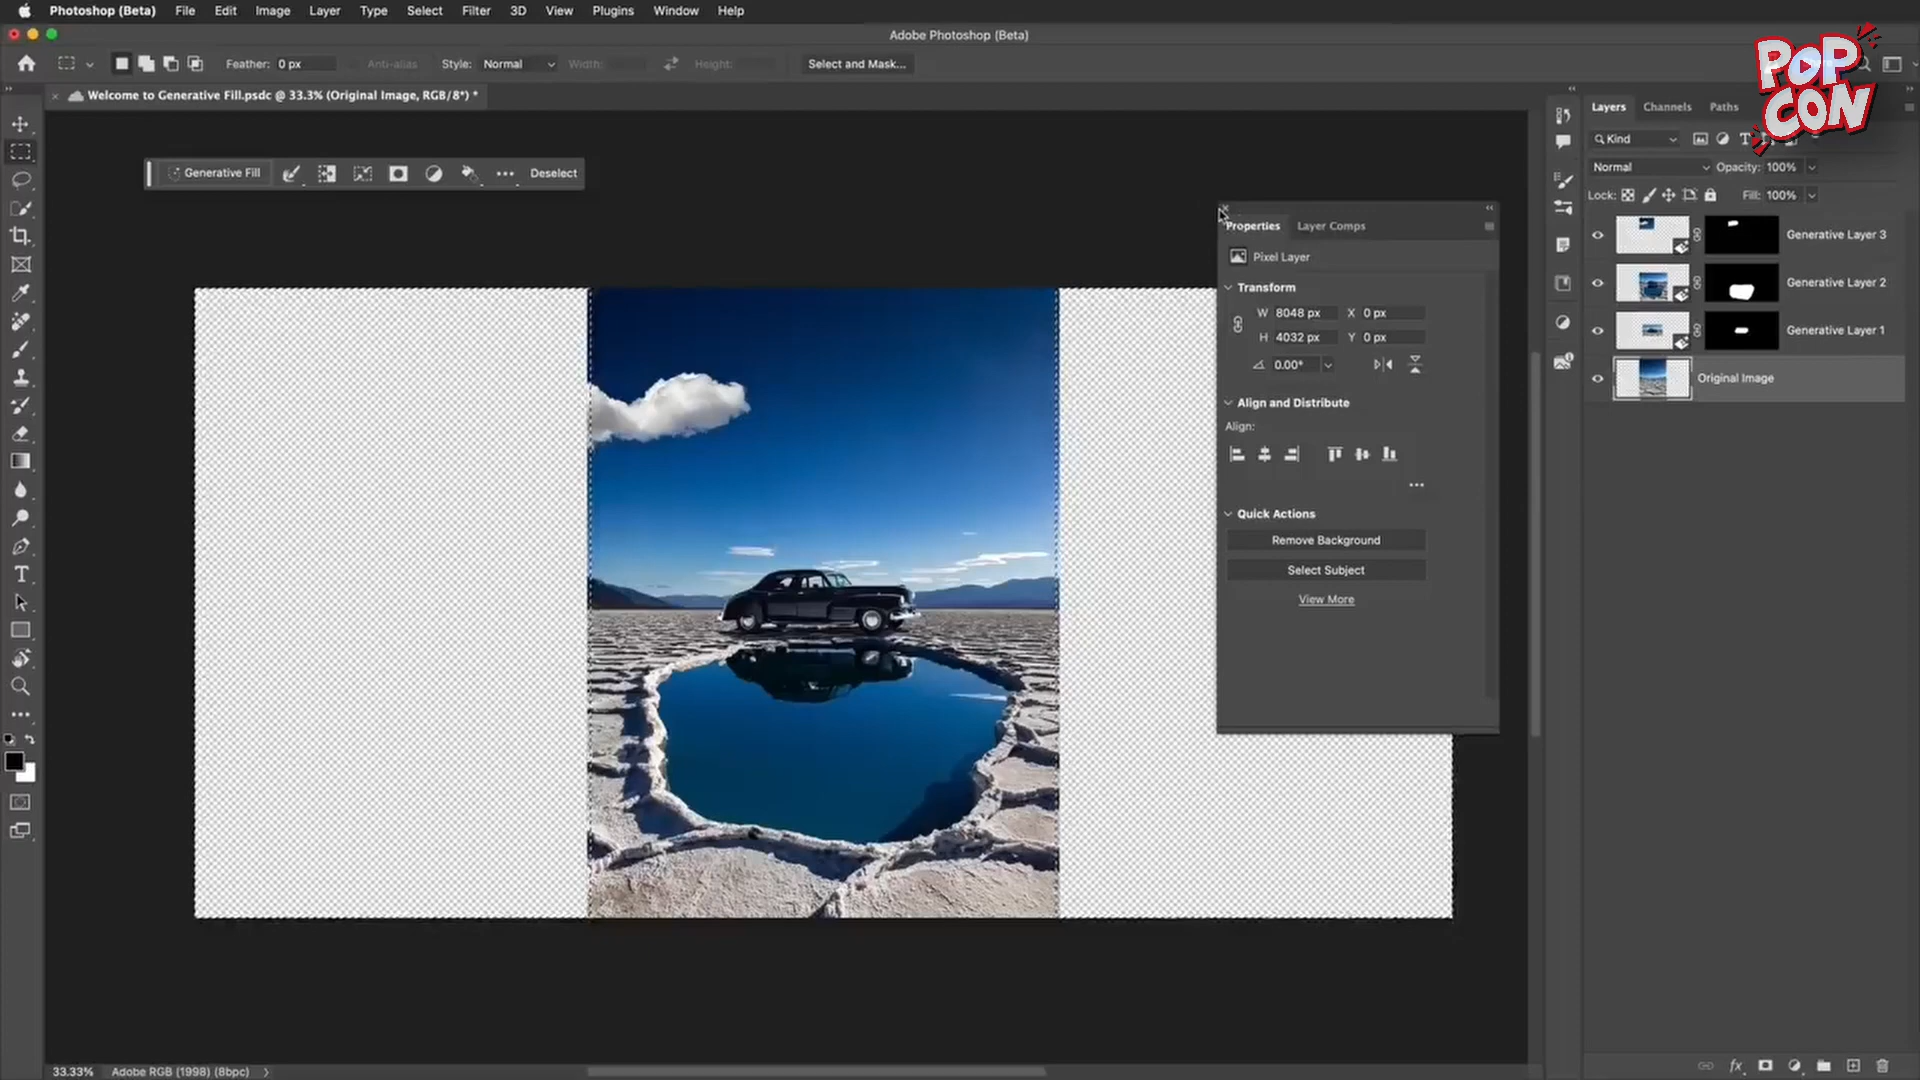 Photoshop (Beta) File Edit Image Layer Type Select Filter 3D View Plugins Window Help
Adobe Photoshop (Beta)
Feather: 0 px Anti-alias Style: Normal Width: Height: Select and Mask...
POP
CON
Welcome to Generative Fill.psdc @ 33.3% (Original Image, RGB/8*) *
Layers Channels Paths
Kind
Normal Opacity: 100%
Lock: Fill: 100%
Generative Fill Deselect
Properties Layer Comps
Pixel Layer
Transform
W 8048 px X 0 px
H 4032 px Y 0 px
0.00°
Align and Distribute
Align:
Quick Actions
Remove Background
Select Subject
View More
Generative Layer 3
Generative Layer 2
Generative Layer 1
Original Image
33.33% Adobe RGB (1998) (8bpc)